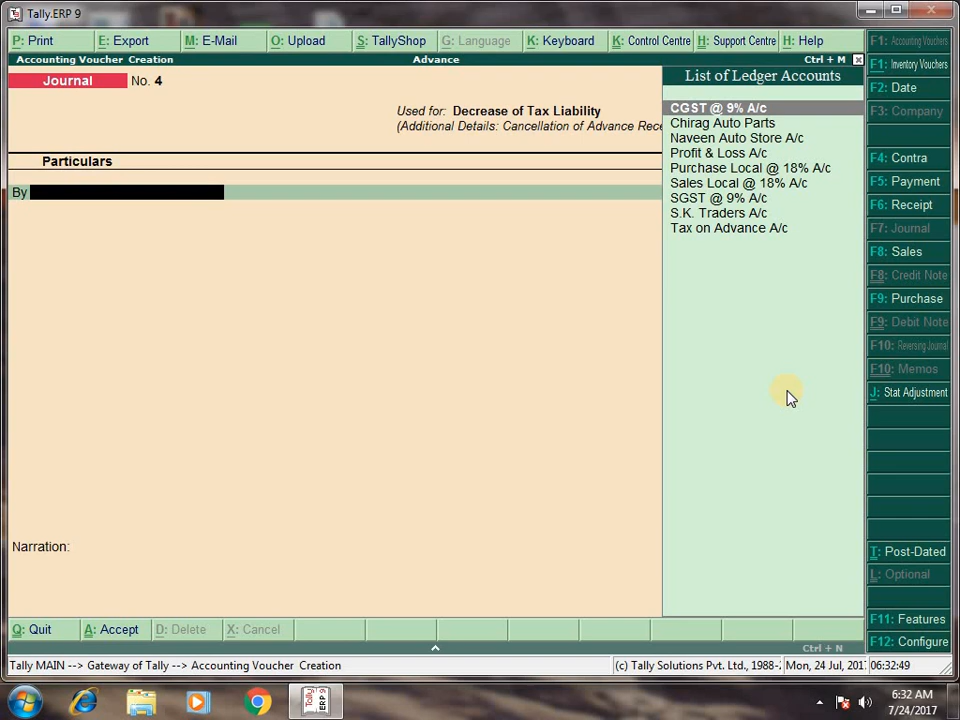 Tally.ERP 9
P: Print E: Export M: E-Mail O: Upload S: TallyShop G: Language K: Keyboard K: Control Centre H: Support Centre H: Help
Accounting Voucher Creation Advance Ctrl + M
Journal No. 4
Used for: Decrease of Tax Liability
(Additional Details: Cancellation of Advance Rece
Particulars
By
List of Ledger Accounts
CGST @ 9% A/c
Chirag Auto Parts
Naveen Auto Store A/c
Profit & Loss A/c
Purchase Local @ 18% A/c
Sales Local @ 18% A/c
SGST @ 9% A/c
S.K. Traders A/c
Tax on Advance A/c
F1: Accounting Vouchers
F1: Inventory Vouchers
F2: Date
F3: Company
F4: Contra
F5: Payment
F6: Receipt
F7: Journal
F8: Sales
F8: Credit Note
F9: Purchase
F9: Debit Note
F10: Reversing Journal
F10: Memos
J: Stat Adjustment
T: Post-Dated
L: Optional
F11: Features
F12: Configure
Narration:
Q: Quit A: Accept D: Delete X: Cancel
Ctrl + N
Tally MAIN --> Gateway of Tally --> Accounting Voucher Creation (c) Tally Solutions Pvt. Ltd., 1988-2 Mon, 24 Jul, 201 06:32:49
Tally ERP 9
6:32 AM
7/24/2017